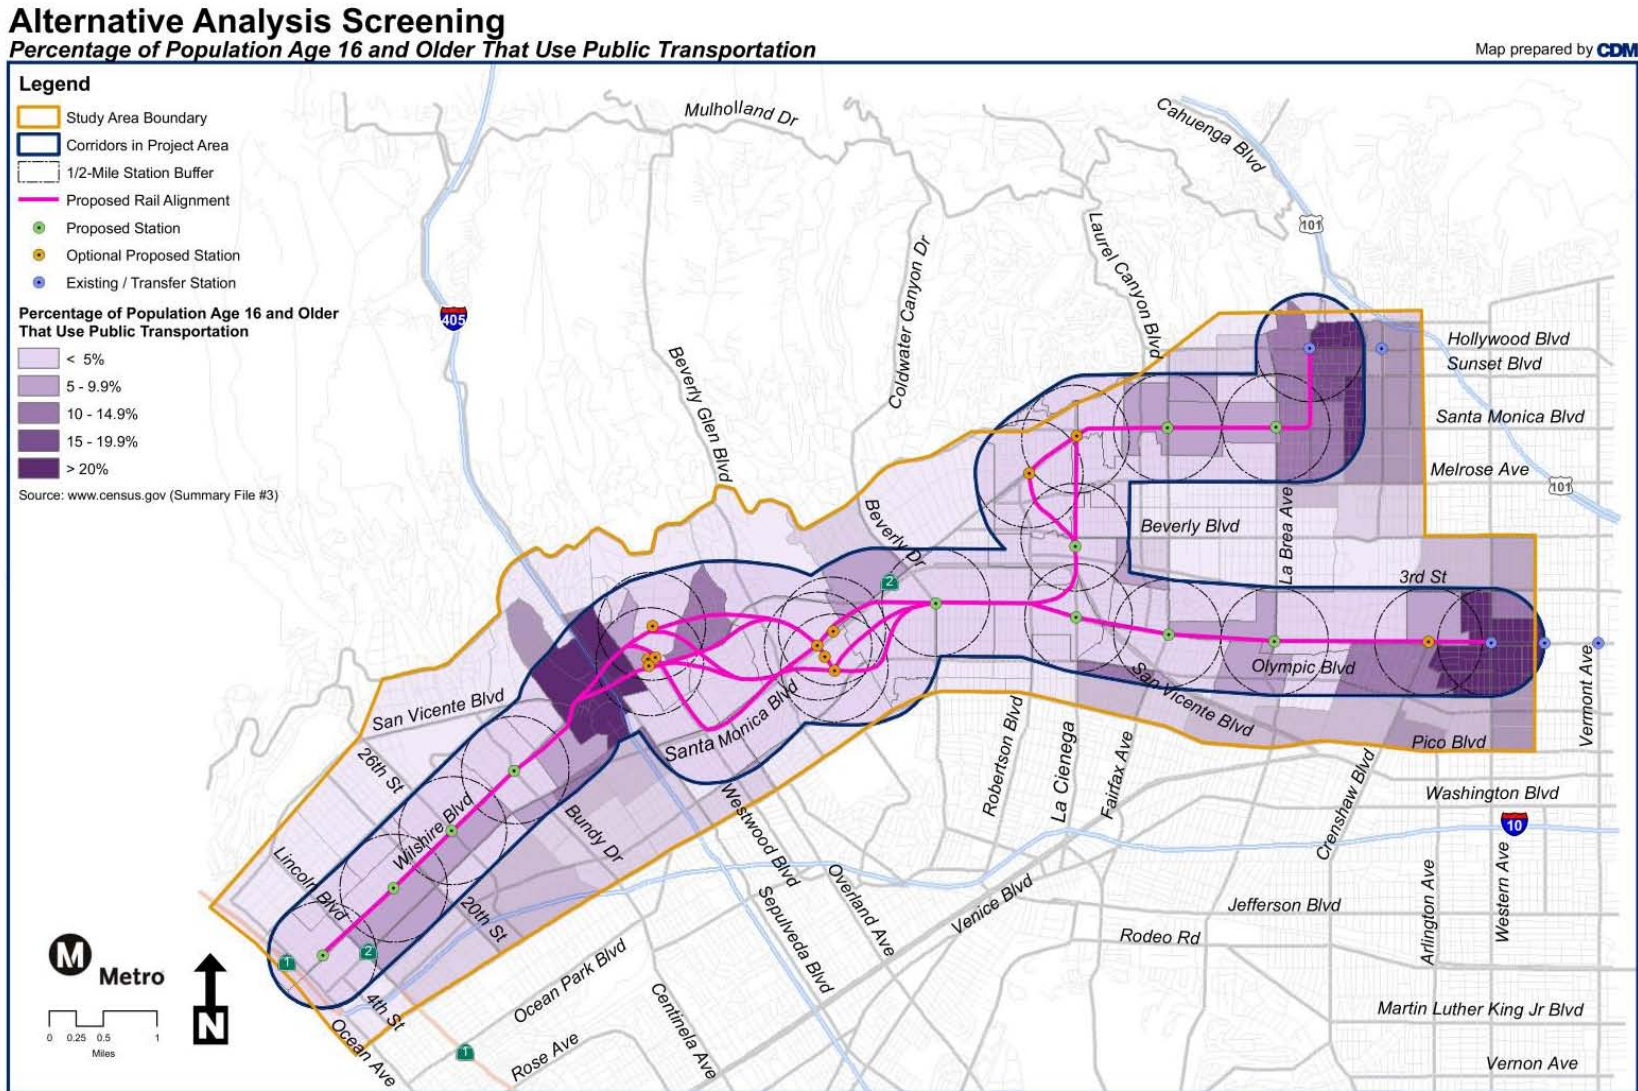 Alternative Analysis Screening
Percentage of Population Age 16 and Older That Use Public Transportation
Map prepared by CDM
Legend
Study Area Boundary
Corridors in Project Area
1/2-Mile Station Buffer
Proposed Rail Alignment
Proposed Station
Optional Proposed Station
Existing / Transfer Station
Percentage of Population Age 16 and Older
That Use Public Transportation
< 5%
5 - 9.9%
10 - 14.9%
15 - 19.9%
> 20%
Source: www.census.gov (Summary File #3)
Mulholland Dr
Cahuenga Blvd
101
405
Coldwater Canyon Dr
Laurel Canyon Blvd
Beverly Glen Blvd
Hollywood Blvd
Sunset Blvd
Santa Monica Blvd
Melrose Ave
101
Beverly Dr
Beverly Blvd
La Brea Ave
2
3rd St
San Vicente Blvd
Olympic Blvd
San Vicente Blvd
Vermont Ave
Santa Monica Blvd
Pico Blvd
26th St
Wilshire Blvd
Bundy Dr
Westwood Blvd
Robertson Blvd
La Cienega
Fairfax Ave
Crenshaw Blvd
Washington Blvd
10
Lincoln Blvd
20th St
Sepulveda Blvd
Overland Ave
Venice Blvd
Jefferson Blvd
Arlington Ave
Western Ave
Rodeo Rd
1
2
4th St
Ocean Ave
Ocean Park Blvd
Centinela Ave
Rose Ave
1
Martin Luther King Jr Blvd
Vernon Ave
M
Metro
N
0 0.25 0.5 1
Miles